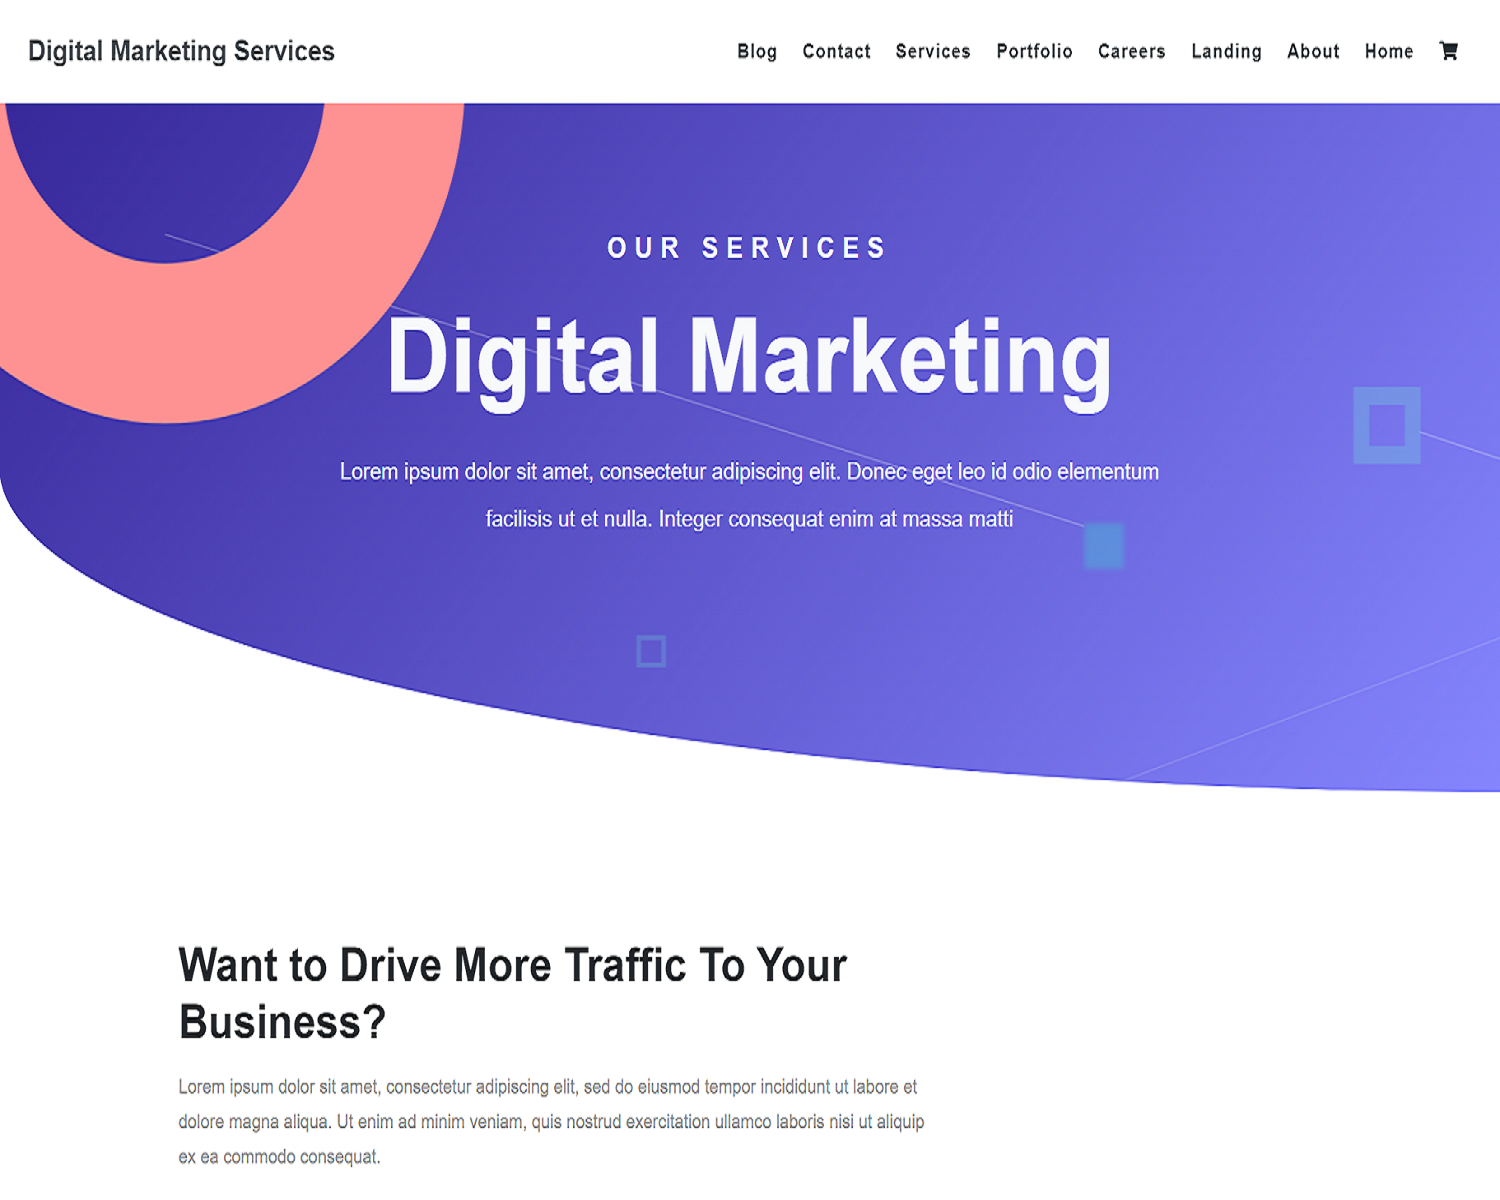 Digital Marketing Services
Blog Contact Services Portfolio Careers Landing About Home
OUR SERVICES
Digital Marketing
Lorem ipsum dolor sit amet, consectetur adipiscing elit. Donec eget leo id odio elementum
facilisis ut et nulla. Integer consequat enim at massa matti
Want to Drive More Traffic To Your
Business?
Lorem ipsum dolor sit amet, consectetur adipiscing elit, sed do eiusmod tempor incididunt ut labore et
dolore magna aliqua. Ut enim ad minim veniam, quis nostrud exercitation ullamco laboris nisi ut aliquip
ex ea commodo consequat.